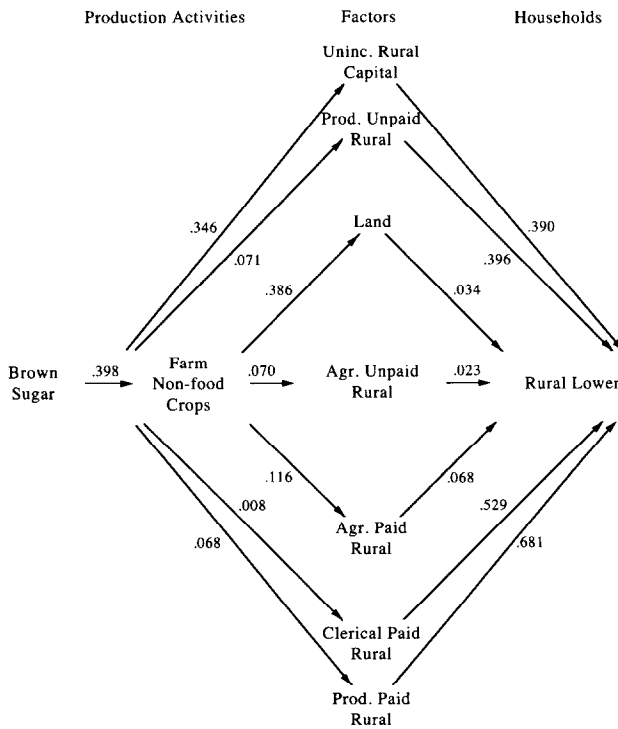 Production Activities Factors Households
Uninc. Rural
Capital
Prod. Unpaid
Rural
.346
.071
Land
.390
.396
.386
.034
Brown
Sugar
.398
Farm
Non-food
Crops
.070
Agr. Unpaid
Rural
.023
Rural Lower
.116
.068
.008
.068
.529
.681
Agr. Paid
Rural
Clerical Paid
Rural
Prod. Paid
Rural